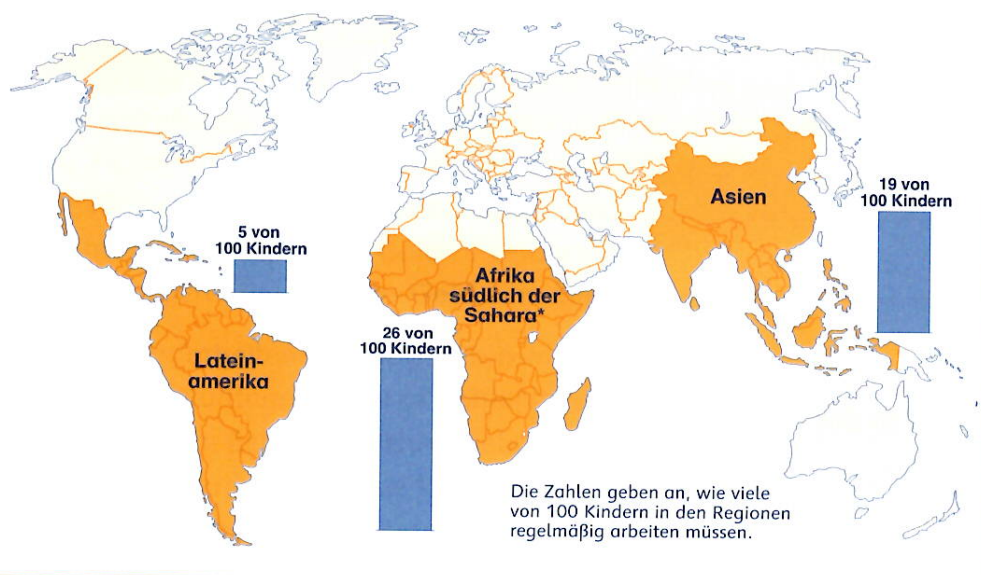 19 von
100 Kindern
Asien
5 von
100 Kindern
Afrika
südlich der
Sahara*
26 von
100 Kindern
Latein-
amerika
Die Zahlen geben an, wie viele
von 100 Kindern in den Regionen
regelmäßig arbeiten müssen.